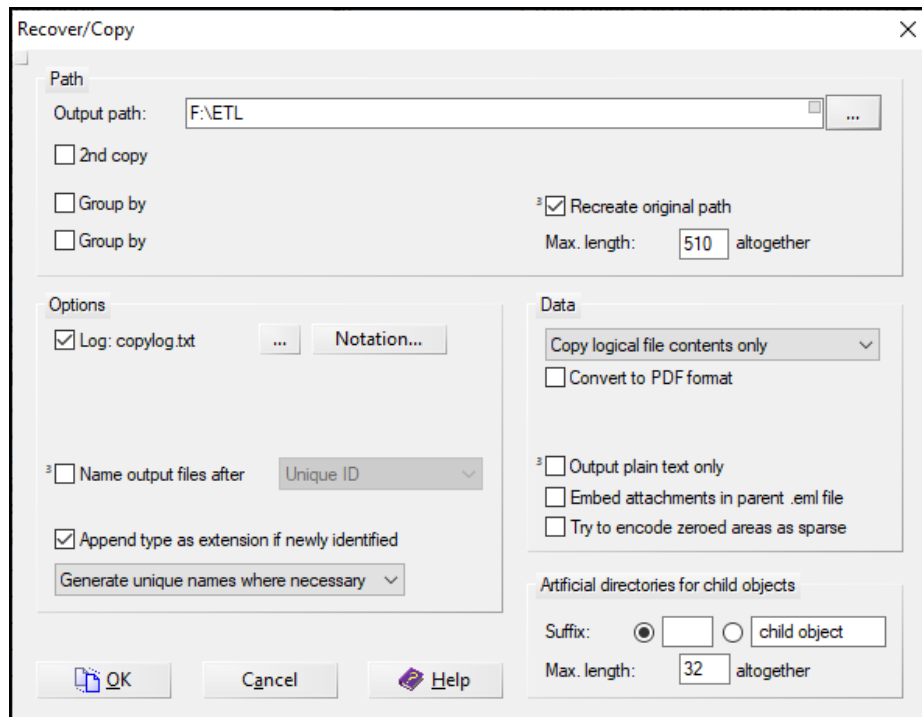 Recover/Copy
Path
Output path: F:\ETL ...
2nd copy
Group by
3 Recreate original path
Group by
Max. length: 510 altogether
Options
Log: copylog.txt ... Notation...
3 Name output files after Unique ID
Append type as extension if newly identified
Generate unique names where necessary
Data
Copy logical file contents only
Convert to PDF format
3 Output plain text only
Embed attachments in parent .eml file
Try to encode zeroed areas as sparse
Artificial directories for child objects
Suffix: child object
Max. length: 32 altogether
OK Cancel Help